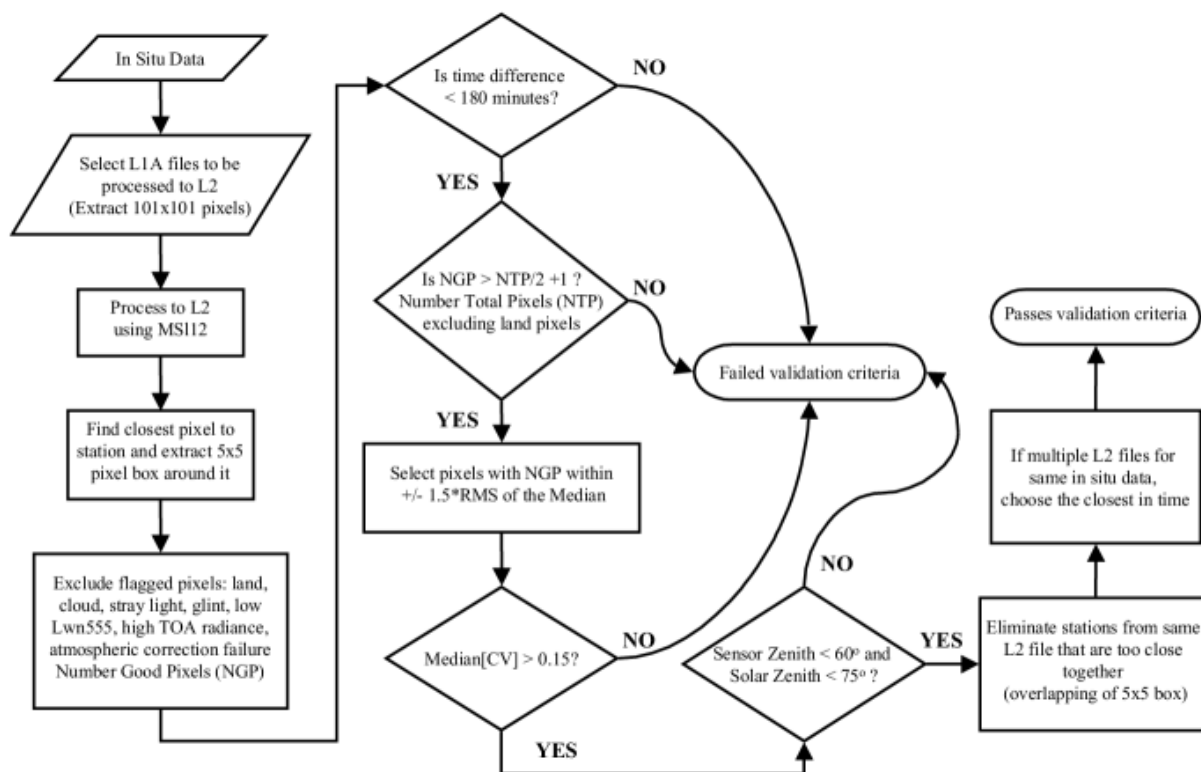 In Situ Data
Select L1A files to be
processed to L2
(Extract 101x101 pixels)
Process to L2
using MSl12
Find closest pixel to
station and extract 5x5
pixel box around it
Exclude flagged pixels: land,
cloud, stray light, glint, low
Lwn555, high TOA radiance,
atmospheric correction failure
Number Good Pixels (NGP)
Is time difference
< 180 minutes?
NO
YES
Is NGP > NTP/2 +1 ?
Number Total Pixels (NTP)
excluding land pixels
NO
YES
Select pixels with NGP within
+/- 1.5*RMS of the Median
Median[CV] > 0.15?
NO
YES
Failed validation criteria
Sensor Zenith < 60º and
Solar Zenith < 75º ?
NO
YES
Eliminate stations from same
L2 file that are too close
together
(overlapping of 5x5 box)
If multiple L2 files for
same in situ data,
choose the closest in time
Passes validation criteria